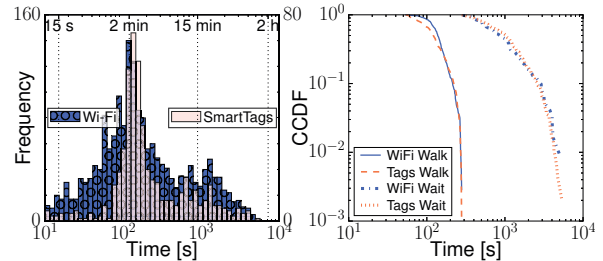 160
15 s
2 min
15 min
2 h
80
Frequency
Wi-Fi
SmartTags
0
0
10^1
10^2
10^3
10^4
Time [s]
CCDF
10^0
10^-1
10^-2
10^-3
WiFi Walk
Tags Walk
WiFi Wait
Tags Wait
10^1
10^2
10^3
10^4
Time [s]